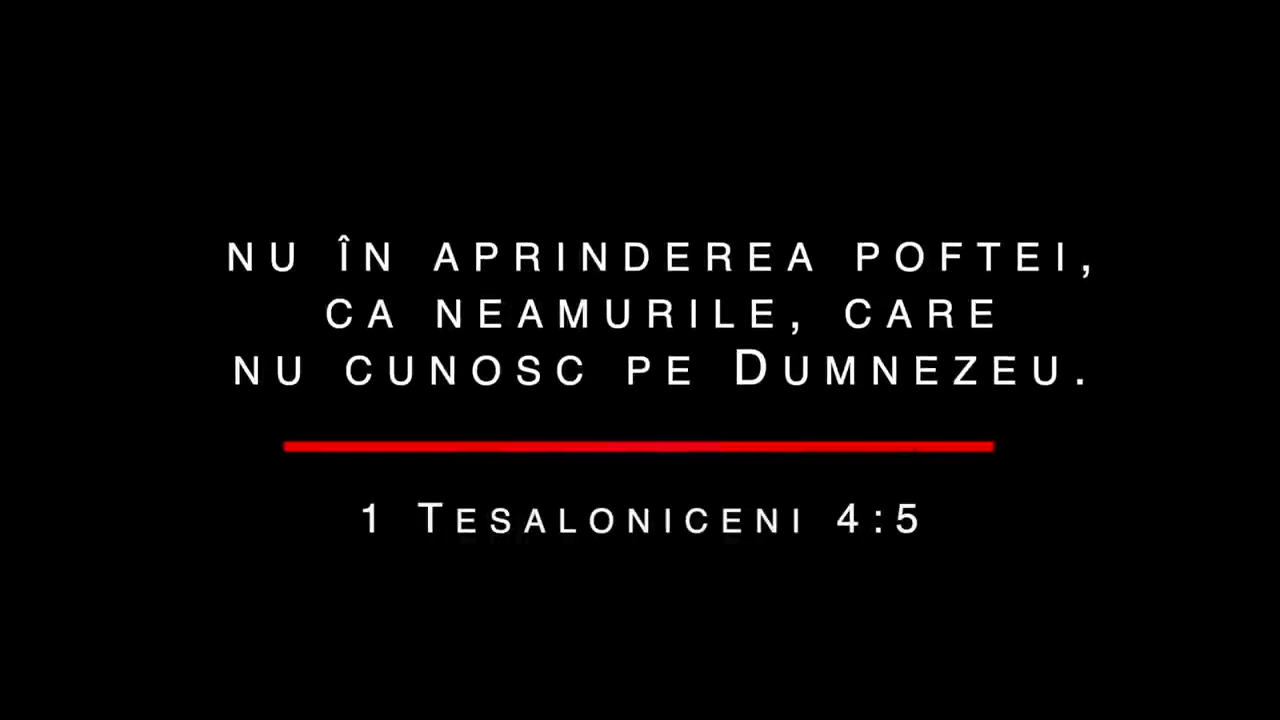 nu în aprinderea poftei,
ca neamurile, care
nu cunosc pe Dumnezeu.
1 Tesaloniceni 4:5